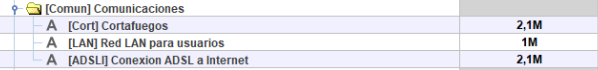 [Comun] Comunicaciones
A [Cort] Cortafuegos 2,1M
A [LAN] Red LAN para usuarios 1M
A [ADSLI] Conexion ADSL a Internet 2,1M